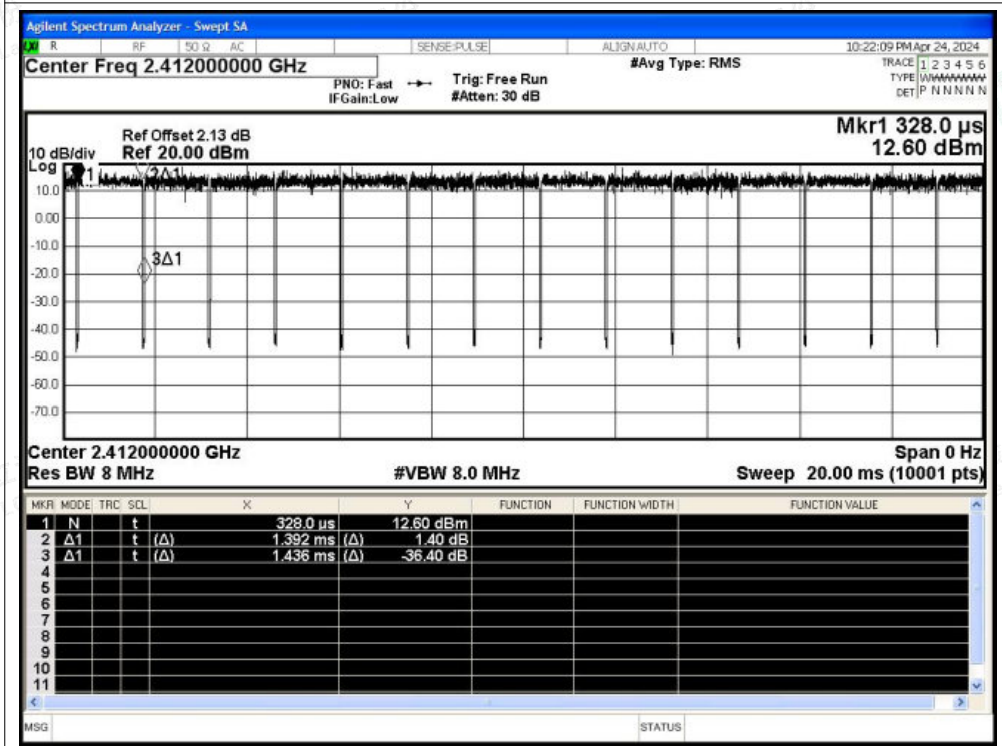 Agilent Spectrum Analyzer - Swept SA
LXI R RF 50 Ω AC SENSE:PULSE ALIGN AUTO 10:22:09 PM Apr 24, 2024
Center Freq 2.412000000 GHz #Avg Type: RMS TRACE 1 2 3 4 5 6
PNO: Fast Trig: Free Run TYPE WWWWWW
IFGain:Low #Atten: 30 dB DET P N N N N N
Mkr1 328.0 µs
Ref Offset 2.13 dB
10 dB/div Ref 20.00 dBm 12.60 dBm
Log
1 2Δ1
10.0
0.00
-10.0
3Δ1
-20.0
-30.0
-40.0
-50.0
-60.0
-70.0
Center 2.412000000 GHz Span 0 Hz
Res BW 8 MHz #VBW 8.0 MHz Sweep 20.00 ms (10001 pts)
MKR MODE TRC SCL X Y FUNCTION FUNCTION WIDTH FUNCTION VALUE
1 N t 328.0 µs 12.60 dBm
2 Δ1 t (Δ) 1.392 ms (Δ) 1.40 dB
3 Δ1 t (Δ) 1.436 ms (Δ) -36.40 dB
4
5
6
7
8
9
10
11
MSG STATUS